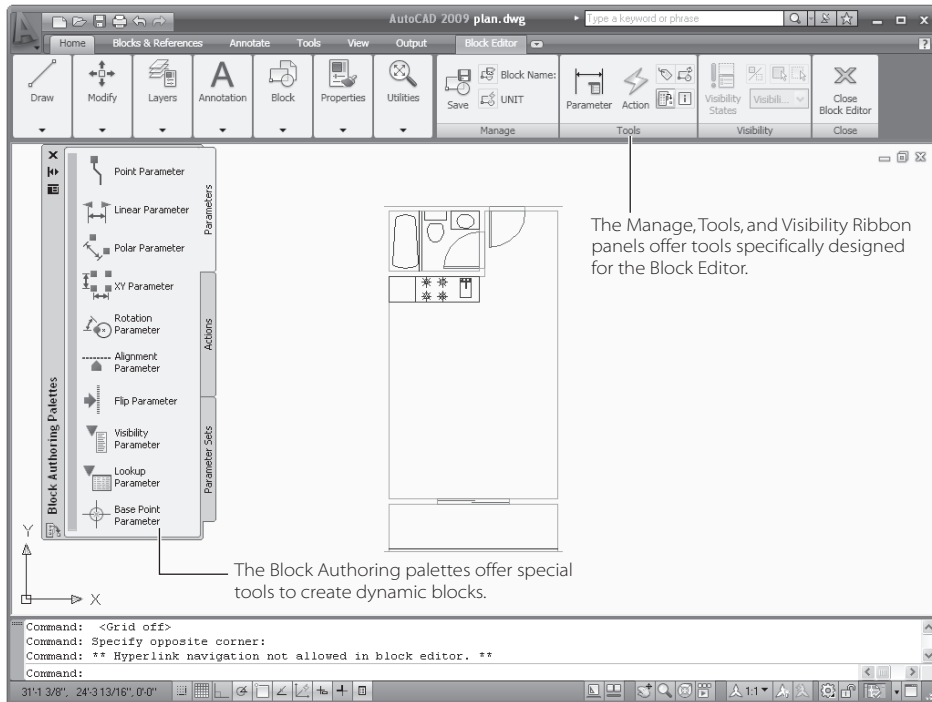 AutoCAD 2009 plan.dwg
Type a keyword or phrase
Home Blocks & References Annotate Tools View Output Block Editor
Draw
Modify
Layers
Annotation
Block
Properties
Utilities
Save
Block Name:
UNIT
Manage
Parameter
Action
Tools
Visibility
States
Visibili...
Visibility
Close
Block Editor
Close
Point Parameter
Linear Parameter
Polar Parameter
XY Parameter
Rotation
Parameter
Alignment
Parameter
Flip Parameter
Visibility
Parameter
Lookup
Parameter
Base Point
Parameter
Parameters
Actions
Parameter Sets
Block Authoring Palettes
The Manage, Tools, and Visibility Ribbon
panels offer tools specifically designed
for the Block Editor.
The Block Authoring palettes offer special
tools to create dynamic blocks.
Y
X
Command: <Grid off>
Command: Specify opposite corner:
Command: ** Hyperlink navigation not allowed in block editor. **
Command:
31'-1 3/8", 24'-3 13/16", 0'-0"
1:1